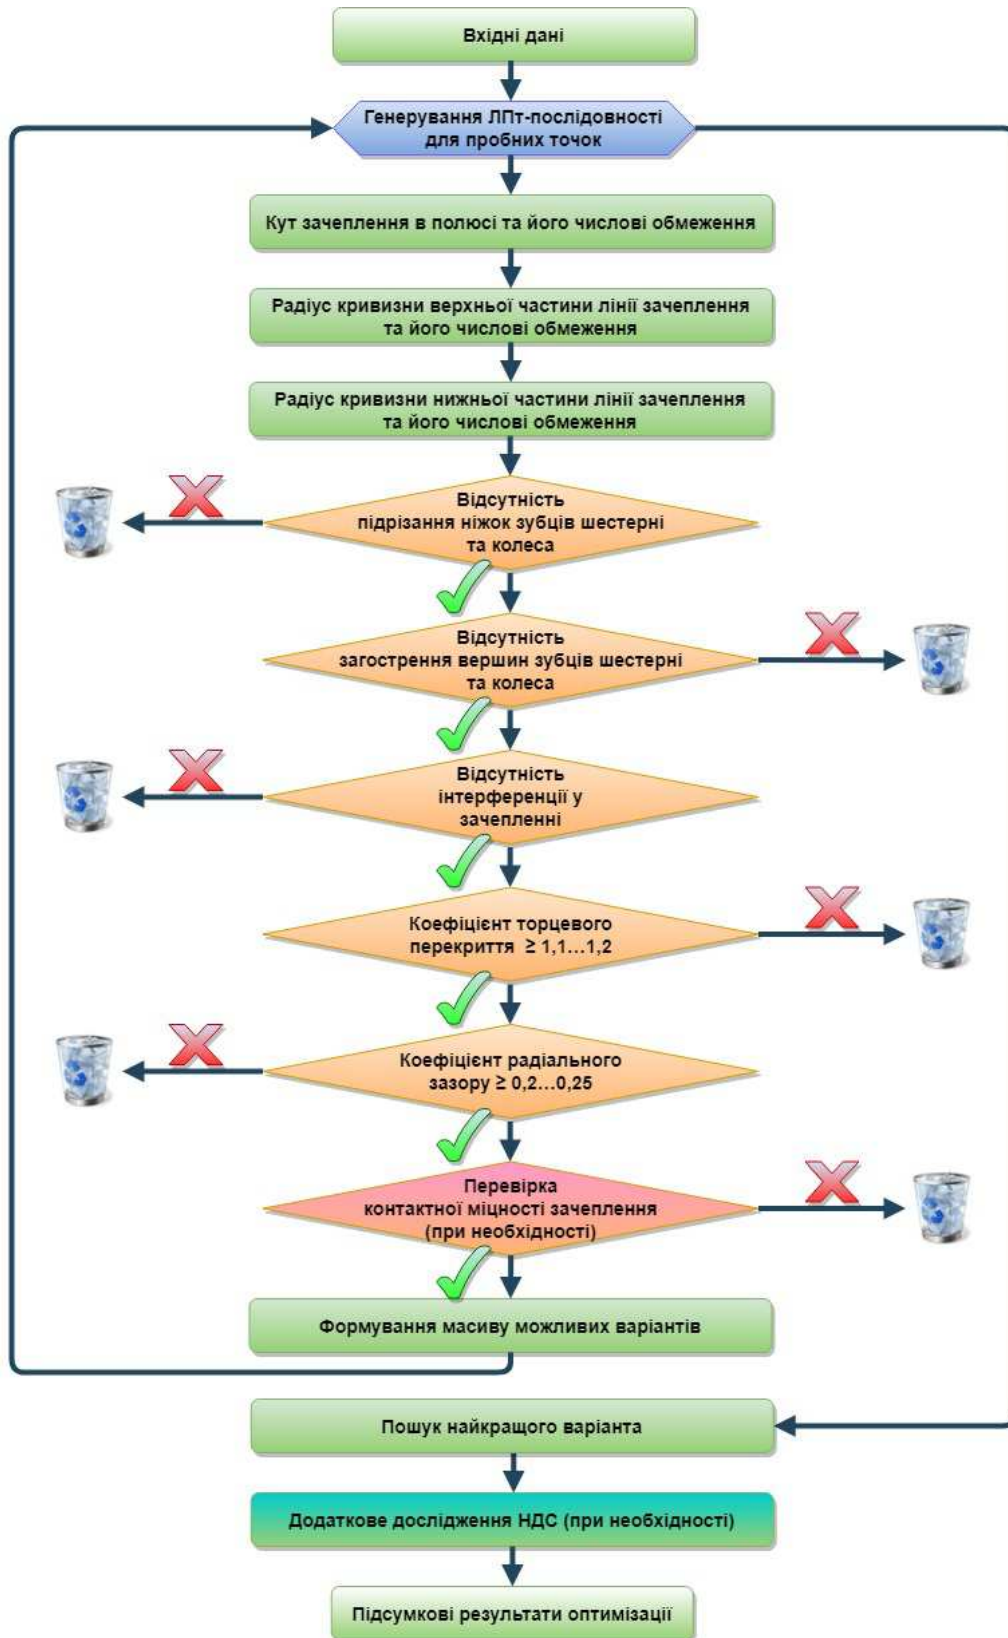 Вхідні дані
Генерування ЛПτ-послідовності
для пробних точок
Кут зачеплення в полюсі та його числові обмеження
Радіус кривизни верхньої частини лінії зачеплення
та його числові обмеження
Радіус кривизни нижньої частини лінії зачеплення
та його числові обмеження
Відсутність
підрізання ніжок зубців шестерні
та колеса
Відсутність
загострення вершин зубців шестерні
та колеса
Відсутність
інтерференції у
зачепленні
Коефіцієнт торцевого
перекриття ≥ 1,1...1,2
Коефіцієнт радіального
зазору ≥ 0,2...0,25
Перевірка
контактної міцності зачеплення
(при необхідності)
Формування масиву можливих варіантів
Пошук найкращого варіанта
Додаткове дослідження НДС (при необхідності)
Підсумкові результати оптимізації